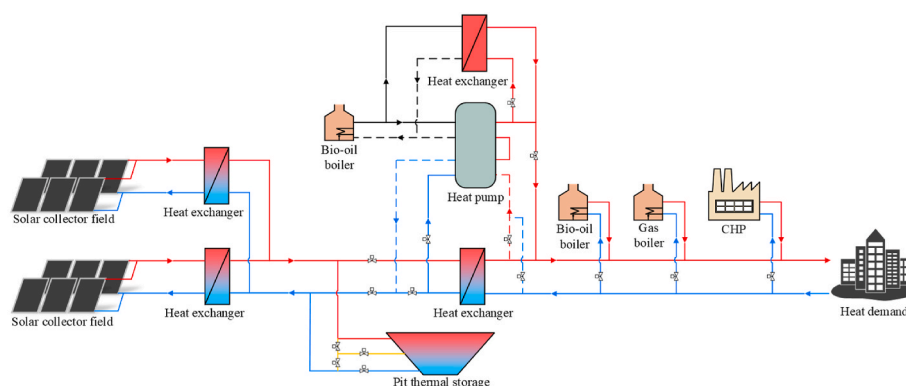 Heat exchanger
Bio-oil
boiler
Heat pump
Solar collector field
Heat exchanger
Bio-oil
boiler
Gas
boiler
CHP
Solar collector field
Heat exchanger
Heat exchanger
Heat demand
Pit thermal storage